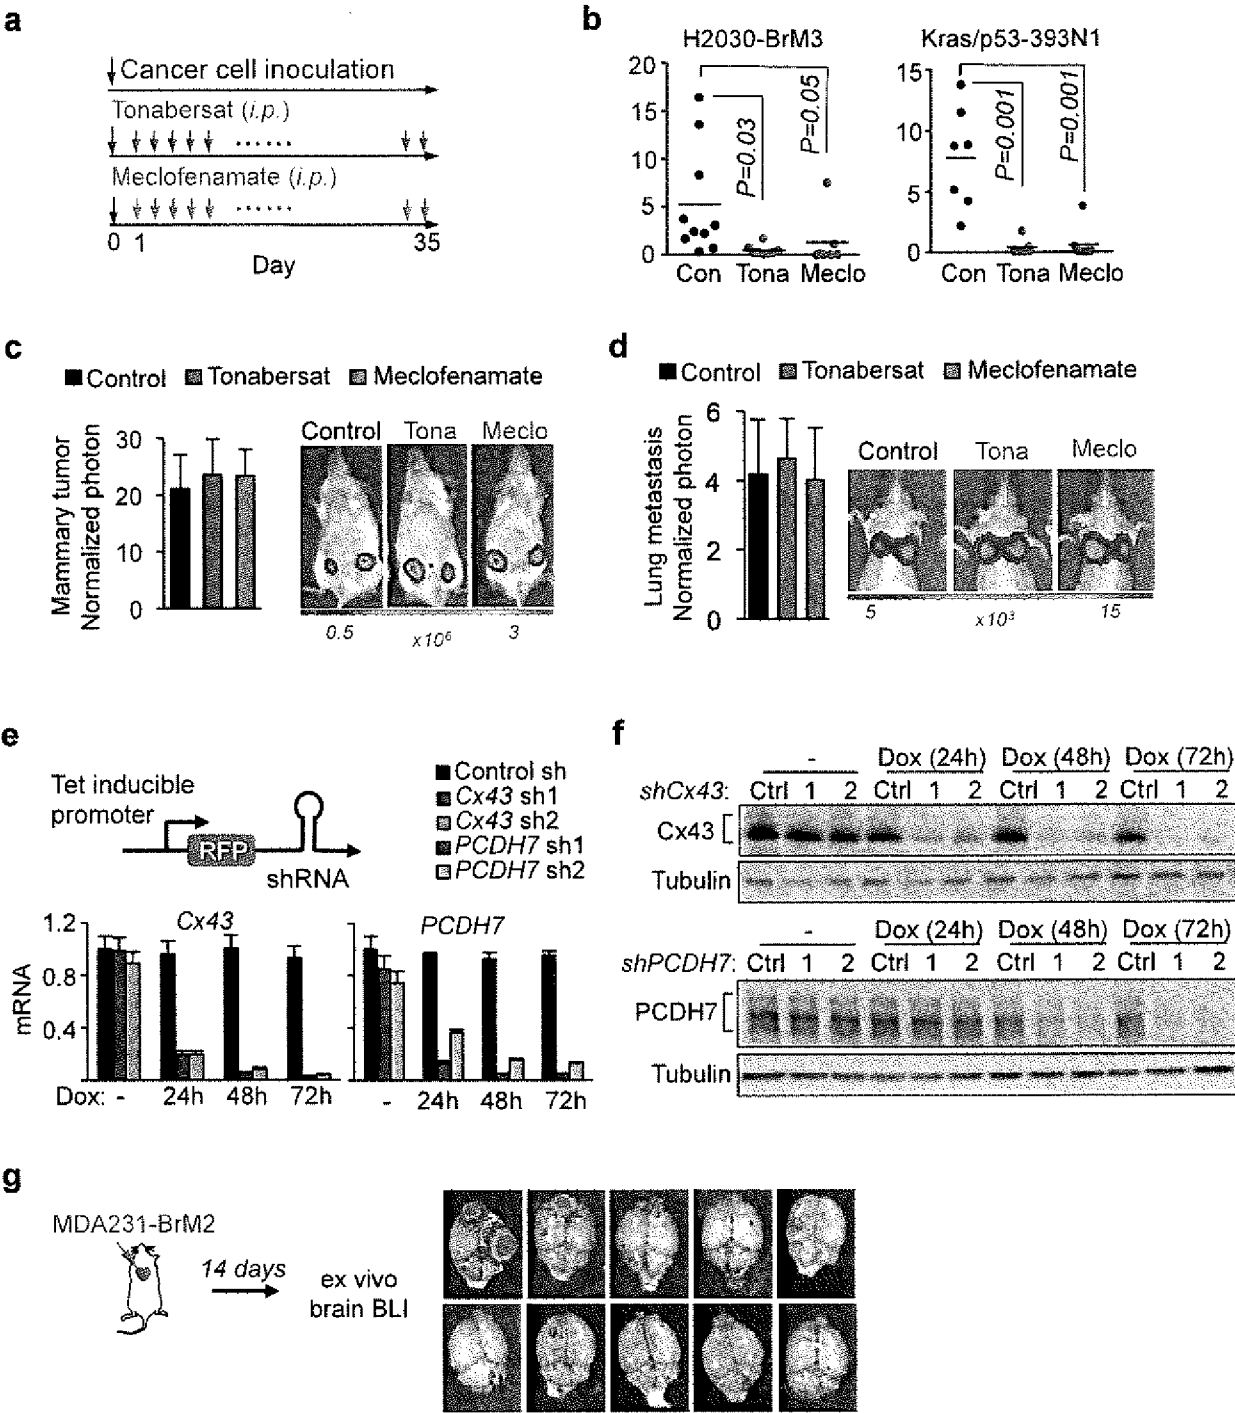 a
Cancer cell inoculation
Tonabersat (i.p.)
......
Meclofenamate (i.p.)
......
0 1 35
Day
b
H2030-BrM3
20
15
10
5
0
P=0.03
P=0.05
Con Tona Meclo
Kras/p53-393N1
15
10
5
0
P=0.001
P=0.001
Con Tona Meclo
c
Control Tonabersat Meclofenamate
Mammary tumor
Normalized photon
30
20
10
0
Control Tona Meclo
0.5 x10⁶ 3
d
Control Tonabersat Meclofenamate
Lung metastasis
Normalized photon
6
4
2
0
Control Tona Meclo
5 x10³ 15
e
Tet inducible
promoter
RFP
shRNA
Control sh
Cx43 sh1
Cx43 sh2
PCDH7 sh1
PCDH7 sh2
mRNA
1.2
0.8
0.4
Cx43
Dox: - 24h 48h 72h
PCDH7
- 24h 48h 72h
f
- Dox (24h) Dox (48h) Dox (72h)
shCx43: Ctrl 1 2 Ctrl 1 2 Ctrl 1 2 Ctrl 1 2
Cx43
Tubulin
- Dox (24h) Dox (48h) Dox (72h)
shPCDH7: Ctrl 1 2 Ctrl 1 2 Ctrl 1 2 Ctrl 1 2
PCDH7
Tubulin
g
MDA231-BrM2
14 days
ex vivo
brain BLI